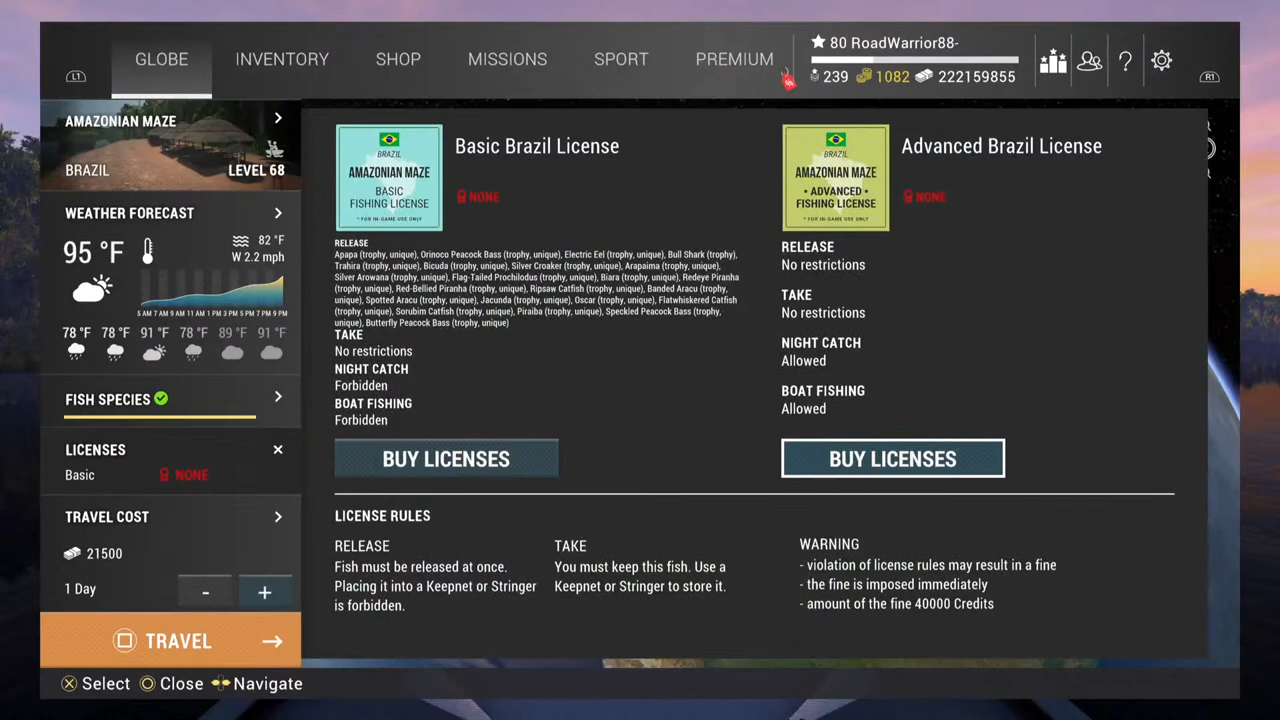 L1
GLOBE
INVENTORY
SHOP
MISSIONS
SPORT
PREMIUM
80 RoadWarrior88-
239 1082 222159855
?
R1
AMAZONIAN MAZE
BRAZIL LEVEL 68
WEATHER FORECAST
95 °F
82 °F
W 2.2 mph
5 AM 7 AM 9 AM 11 AM 1 PM 3 PM 5 PM 7 PM 9 PM
78 °F 78 °F 91 °F 78 °F 89 °F 91 °F
FISH SPECIES
LICENSES
Basic NONE
TRAVEL COST
21500
1 Day - +
TRAVEL
BRAZIL
AMAZONIAN MAZE
BASIC
FISHING LICENSE
* FOR IN-GAME USE ONLY
Basic Brazil License
NONE
RELEASE
Apapa (trophy, unique), Orinoco Peacock Bass (trophy, unique), Electric Eel (trophy, unique), Bull Shark (trophy, unique),
Trahira (trophy, unique), Bicuda (trophy, unique), Silver Croaker (trophy, unique), Arapaima (trophy, unique),
Silver Arowana (trophy, unique), Flag-Tailed Prochilodus (trophy, unique), Biara (trophy, unique), Redeye Piranha
(trophy, unique), Red-Bellied Piranha (trophy, unique), Ripsaw Catfish (trophy, unique), Banded Aracu (trophy,
unique), Spotted Aracu (trophy, unique), Jacunda (trophy, unique), Oscar (trophy, unique), Flatwhiskered Catfish
(trophy, unique), Sorubim Catfish (trophy, unique), Piraiba (trophy, unique), Speckled Peacock Bass (trophy,
unique), Butterfly Peacock Bass (trophy, unique)
TAKE
No restrictions
NIGHT CATCH
Forbidden
BOAT FISHING
Forbidden
BUY LICENSES
BRAZIL
AMAZONIAN MAZE
• ADVANCED •
FISHING LICENSE
* FOR IN-GAME USE ONLY
Advanced Brazil License
NONE
RELEASE
No restrictions
TAKE
No restrictions
NIGHT CATCH
Allowed
BOAT FISHING
Allowed
BUY LICENSES
LICENSE RULES
RELEASE
Fish must be released at once.
Placing it into a Keepnet or Stringer
is forbidden.
TAKE
You must keep this fish. Use a
Keepnet or Stringer to store it.
WARNING
- violation of license rules may result in a fine
- the fine is imposed immediately
- amount of the fine 40000 Credits
Select Close Navigate